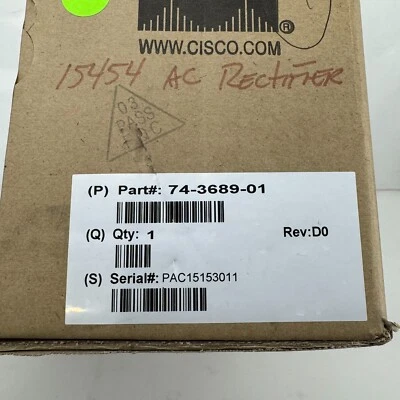 ®
WWW.CISCO.COM
15454 AC RECTIFIER
(P) Part#: 74-3689-01
(Q) Qty: 1 Rev:D0
(S) Serial#: PAC15153011